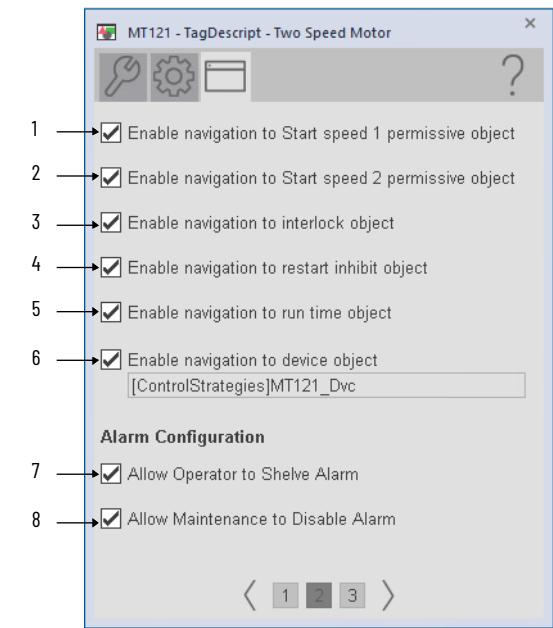 MT121 - TagDescript - Two Speed Motor
×
?
1 Enable navigation to Start speed 1 permissive object
2 Enable navigation to Start speed 2 permissive object
3 Enable navigation to interlock object
4 Enable navigation to restart inhibit object
5 Enable navigation to run time object
6 Enable navigation to device object
[ControlStrategies]MT121_Dvc
Alarm Configuration
7 Allow Operator to Shelve Alarm
8 Allow Maintenance to Disable Alarm
1 2 3